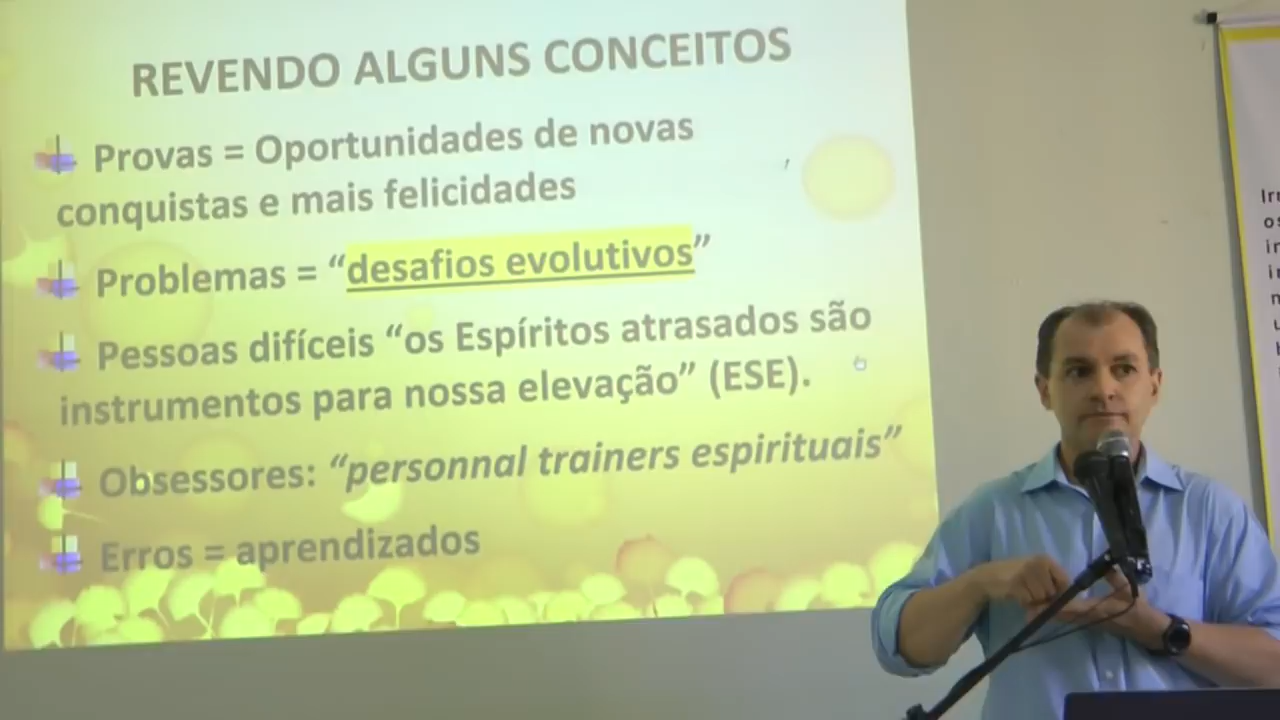 REVENDO ALGUNS CONCEITOS
Provas = Oportunidades de novas
conquistas e mais felicidades
Problemas = “desafios evolutivos”
Pessoas difíceis “os Espíritos atrasados são
instrumentos para nossa elevação” (ESE).
Obsessores: “personnal trainers espirituais”
Erros = aprendizados